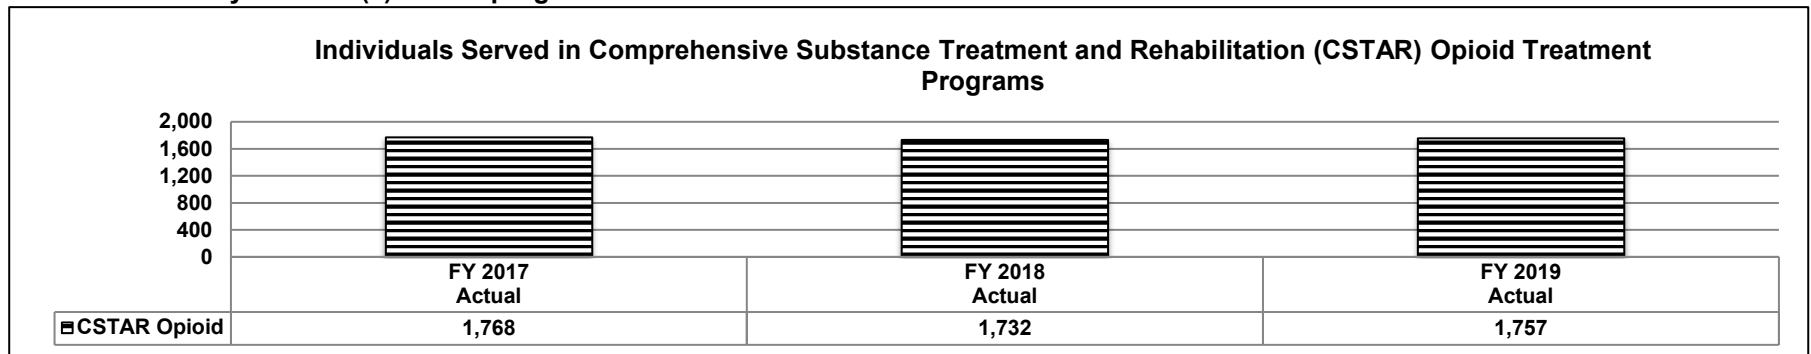 Individuals Served in Comprehensive Substance Treatment and Rehabilitation (CSTAR) Opioid Treatment
Programs
2,000
1,600
1,200
800
400
0
FY 2017 FY 2018 FY 2019
Actual Actual Actual
CSTAR Opioid 1,768 1,732 1,757